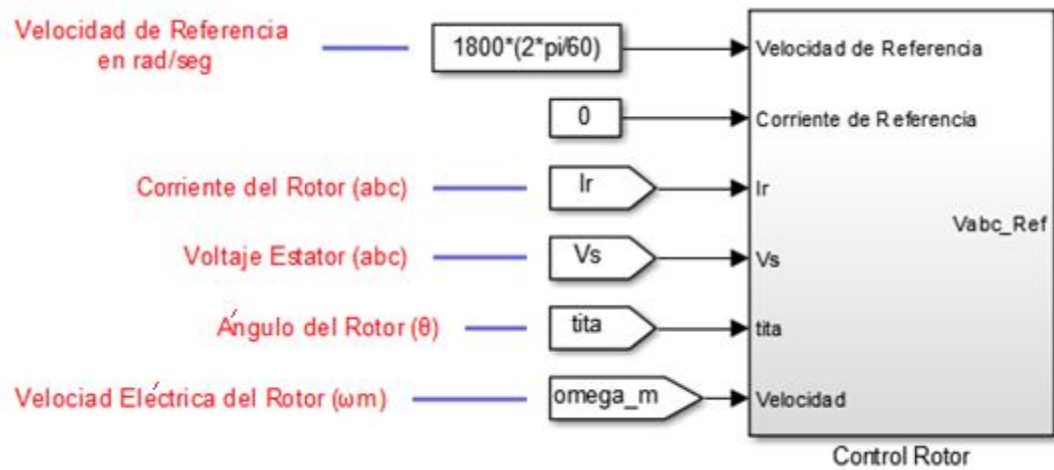 Velocidad de Referencia
en rad/seg
1800*(2*pi/60)
Velocidad de Referencia
0
Corriente de Referencia
Corriente del Rotor (abc)
Ir
Ir
Vabc_Ref
Voltaje Estator (abc)
Vs
Vs
Ángulo del Rotor (θ)
tita
tita
Velociad Eléctrica del Rotor (ωm)
omega_m
Velocidad
Control Rotor